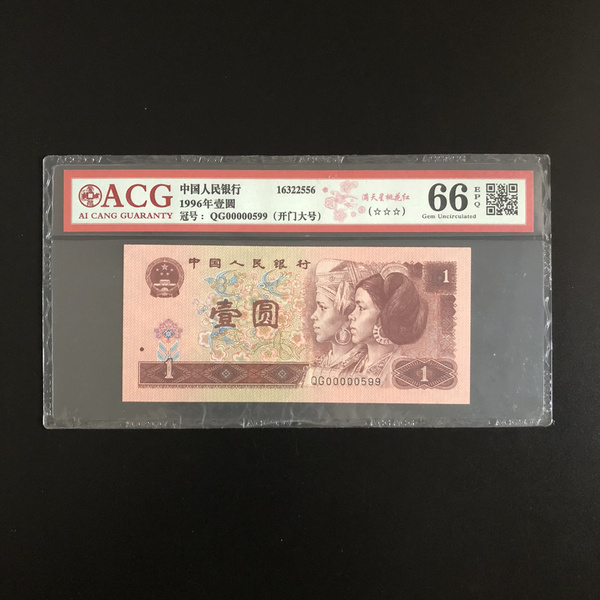 ACG
AI CANG GUARANTY
中国人民银行
16322556
1996年壹圆
冠号：QG00000599（开门大号）
满天星桃花红
(☆☆☆)
66
EPQ
Gem Uncirculated
中国人民银行
1
壹圆
QG00000599
1
1